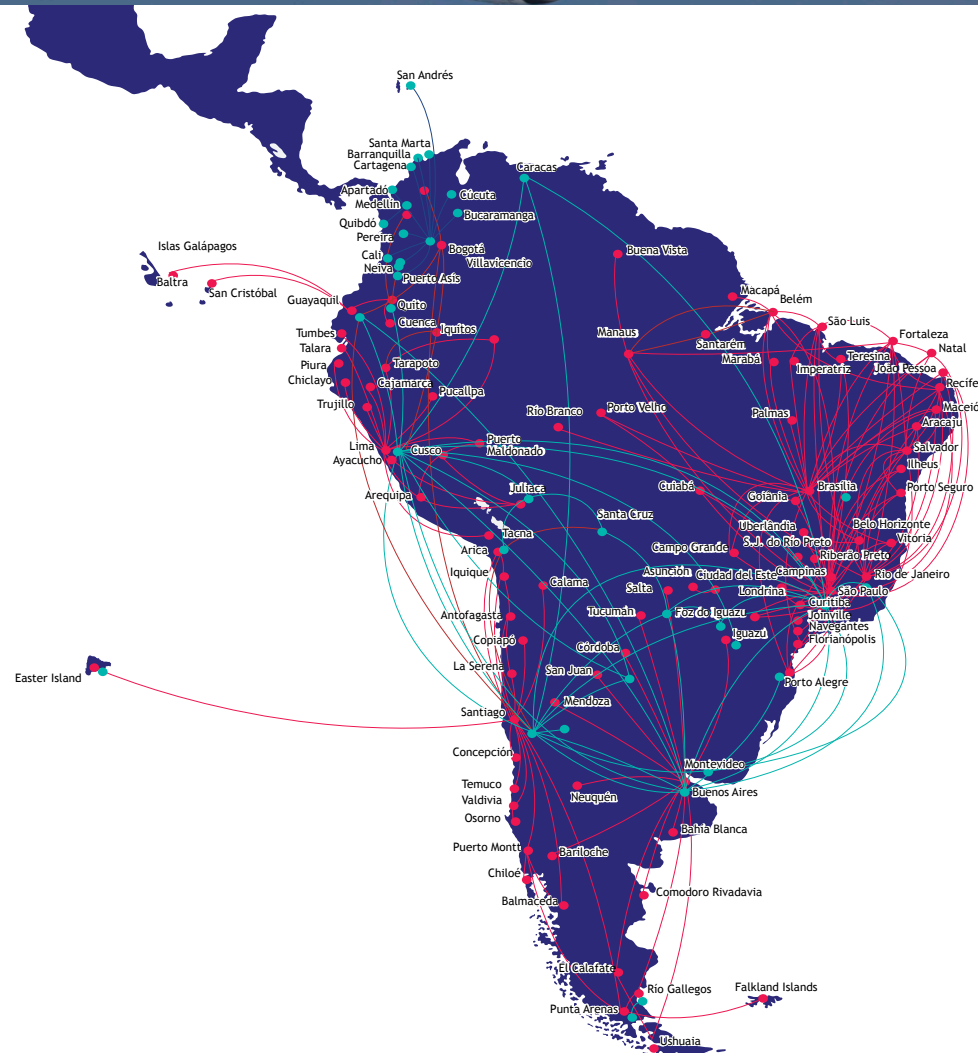 San Andrés
Santa Marta
Barranquilla
Cartagena
Caracas
Apartadó
Cúcuta
Medellín
Bucaramanga
Quibdó
Pereira
Bogotá
Islas Galápagos
Buena Vista
Cali
Villavicencio
Neiva
Puerto Asis
Baltra
San Cristóbal
Macapá
Belém
Guayaquil
Quito
Cuenca
Iquitos
São Luis
Tumbes
Manaus
Santarém
Fortaleza
Talara
Natal
Piura
Tarapoto
Marabá
Imperatriz
Teresina
João Pessoa
Chiclayo
Cajamarca
Recife
Pucallpa
Trujillo
Rio Branco
Porto Velho
Palmas
Maceió
Aracaju
Lima
Cusco
Puerto
Maldonado
Salvador
Ayacucho
Ilheus
Arequipa
Juliaca
Cuiabá
Goiânia
Brasilia
Porto Seguro
Santa Cruz
Uberlândia
Belo Horizonte
Tacna
S.J. do Rio Preto
Vitoria
Arica
Campo Grande
Riberão Preto
Iquique
Calama
Asunción
Ciudad del Este
Campinas
Rio de Janeiro
Salta
Londrina
São Paulo
Antofagasta
Tucumán
Foz do Iguazu
Curitiba
Joinville
Copiapó
Iguazú
Navegantes
Florianópolis
Córdoba
La Serena
San Juan
Easter Island
Porto Alegre
Santiago
Mendoza
Concepción
Montevideo
Temuco
Neuquén
Buenos Aires
Valdivia
Osorno
Bahía Blanca
Puerto Montt
Bariloche
Chiloé
Balmaceda
Comodoro Rivadavia
El Calafate
Río Gallegos
Falkland Islands
Punta Arenas
Ushuaia